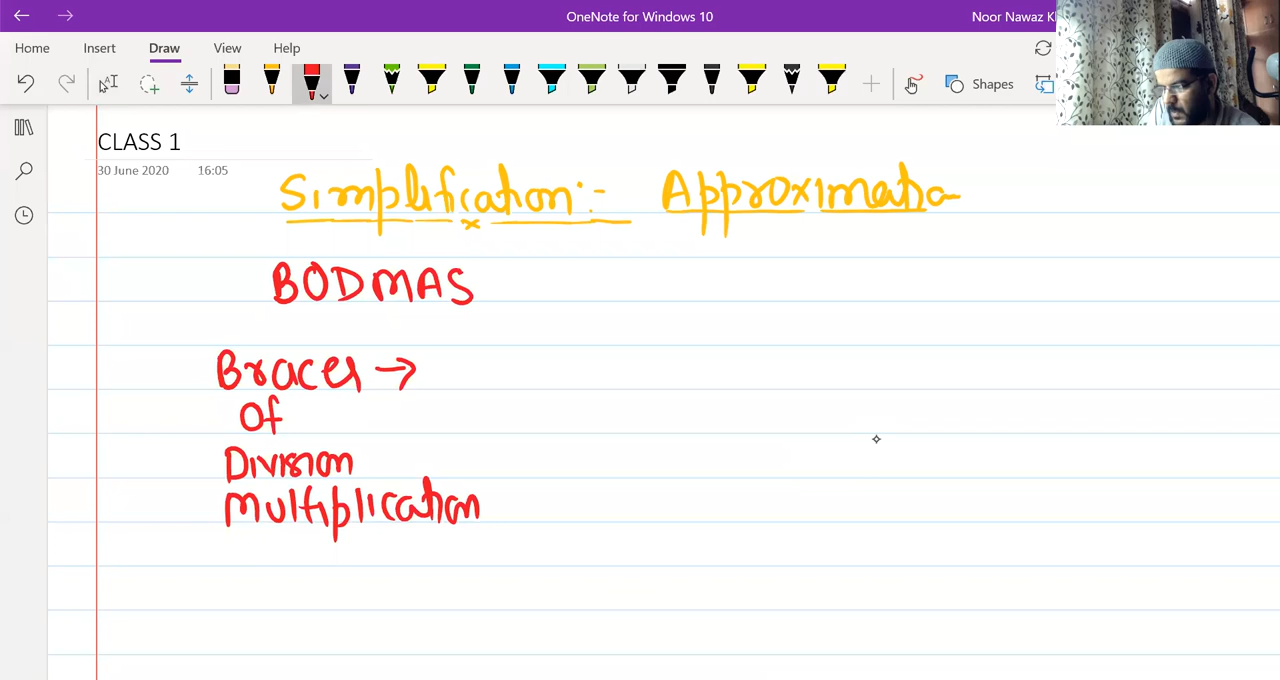 OneNote for Windows 10
Noor Nawaz K
Home Insert Draw View Help
Shapes
CLASS 1
30 June 2020 16:05
Simplification:- Approximatio
BODMAS
Braces →
Of
Division
Multiplication